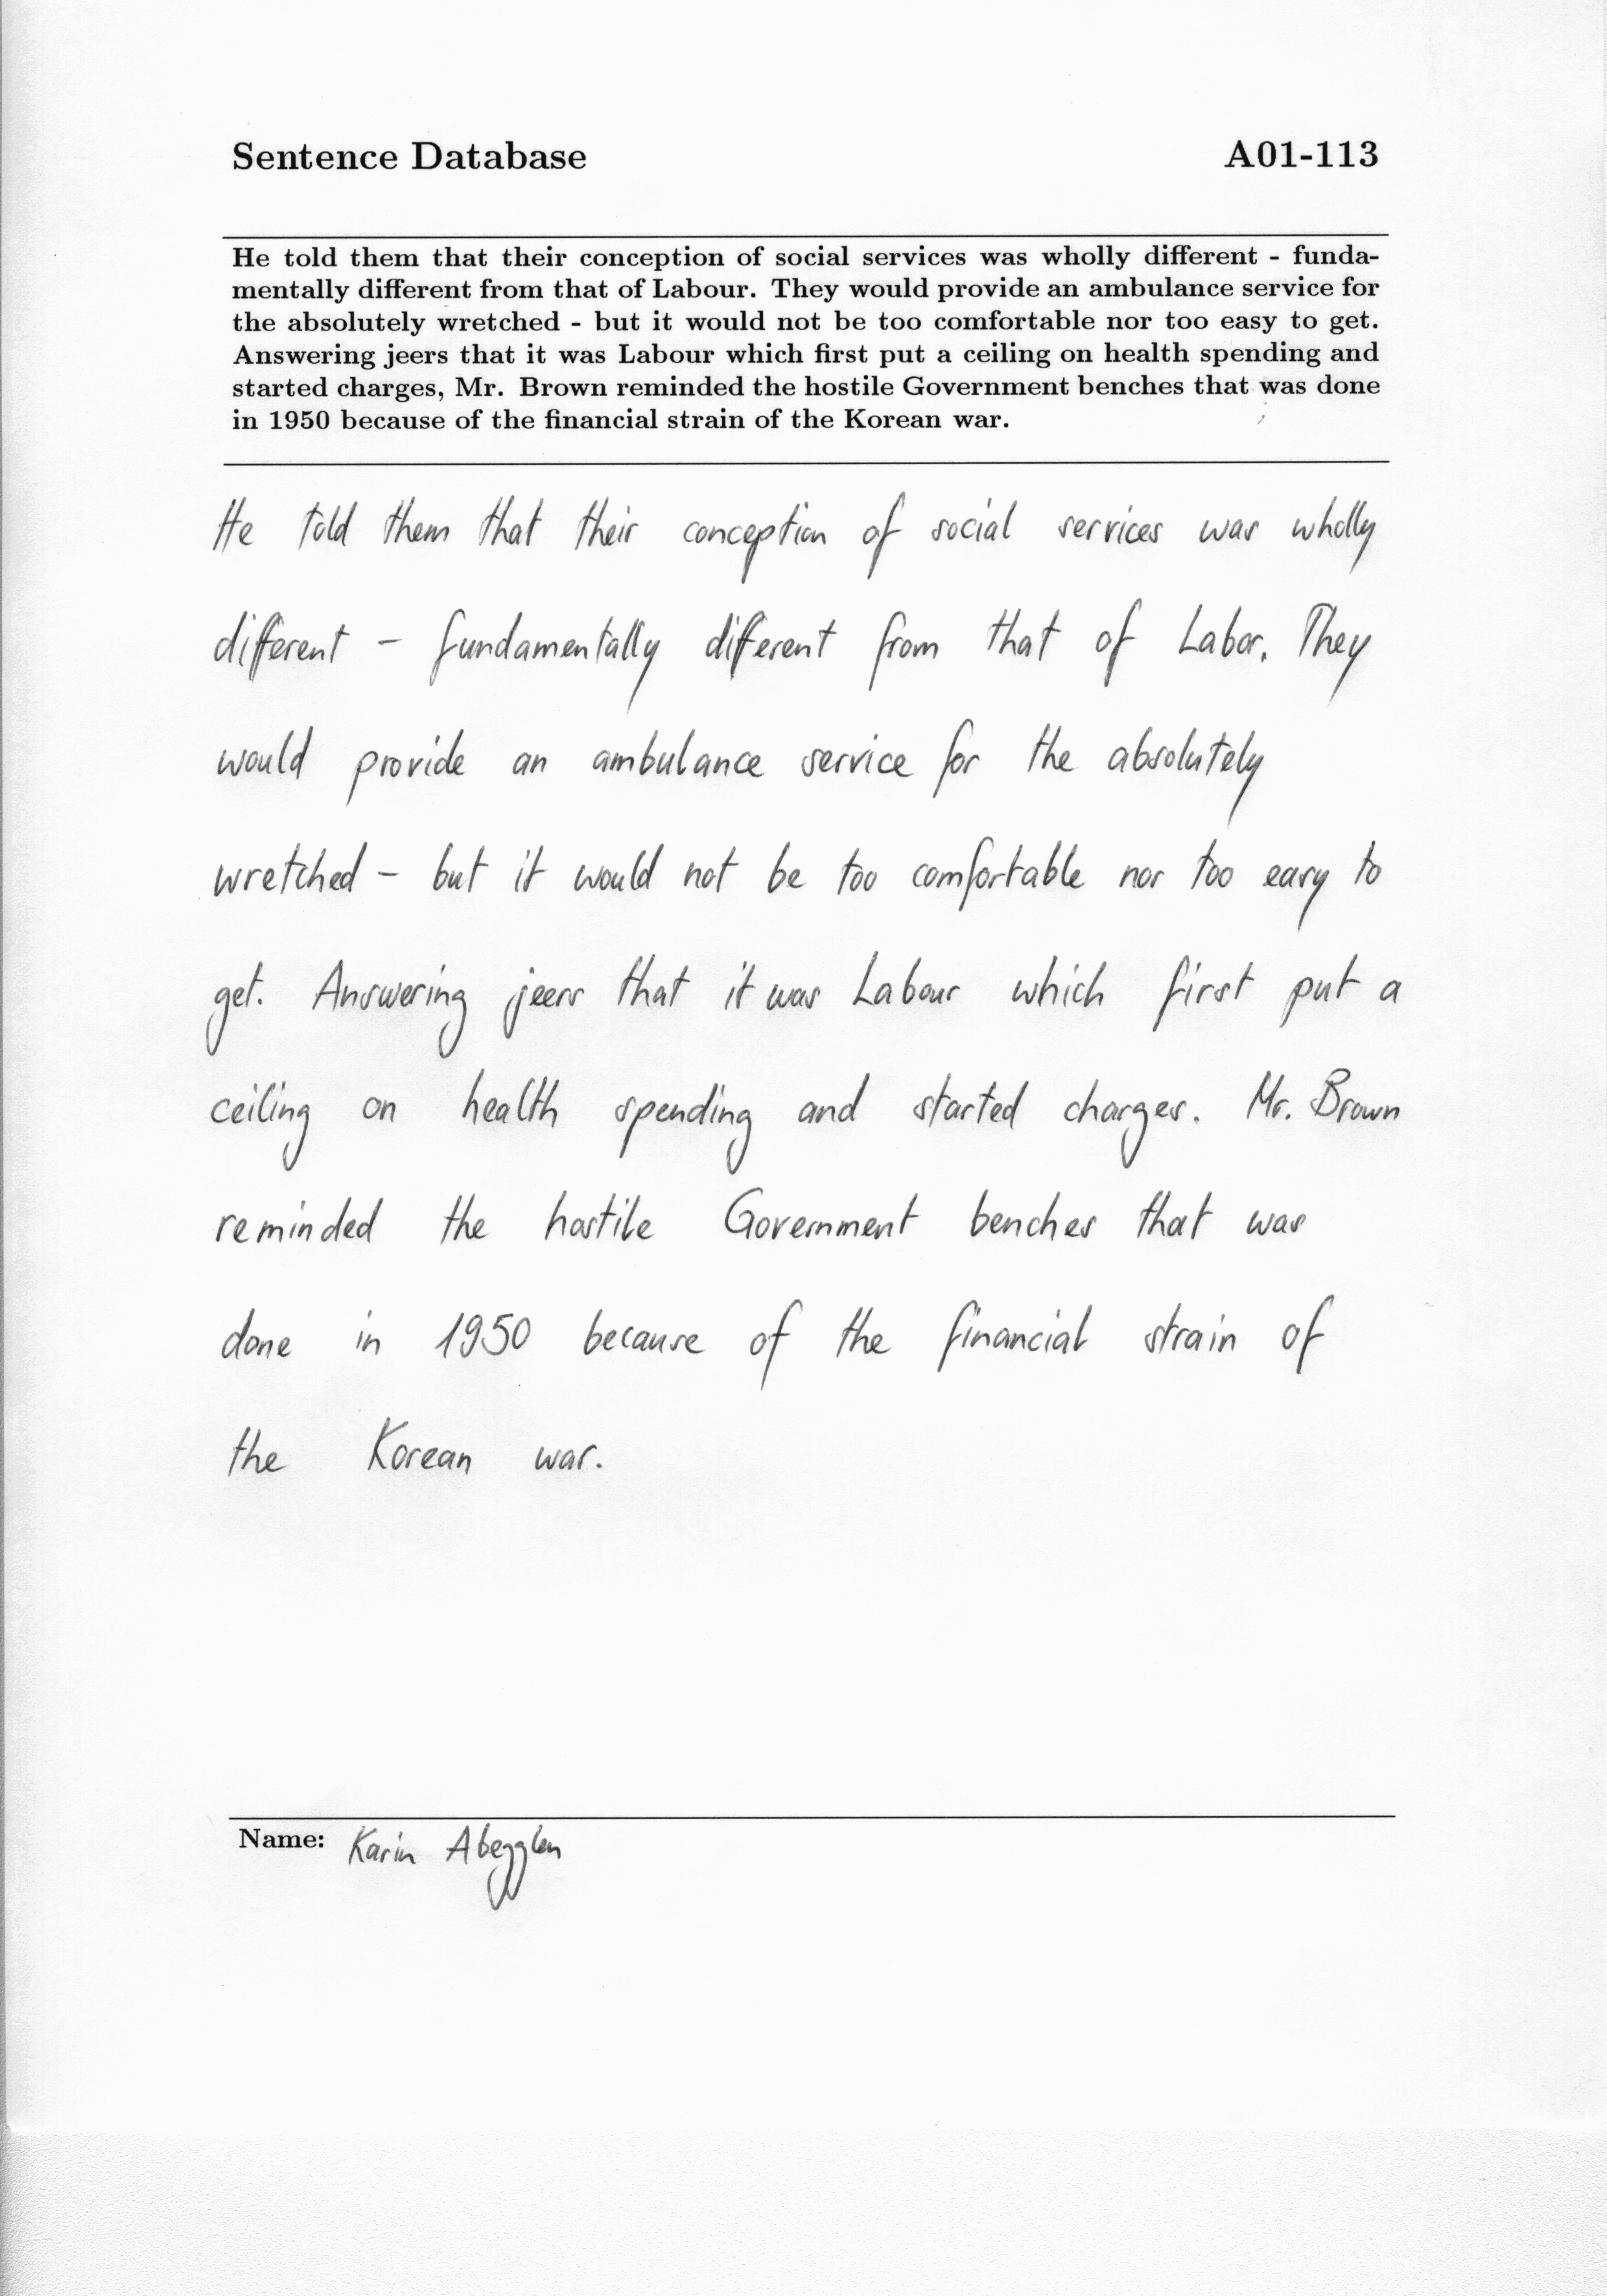 Sentence Database A01-113
He told them that their conception of social services was wholly different - funda-
mentally different from that of Labour. They would provide an ambulance service for
the absolutely wretched - but it would not be too comfortable nor too easy to get.
Answering jeers that it was Labour which first put a ceiling on health spending and
started charges, Mr. Brown reminded the hostile Government benches that was done
in 1950 because of the financial strain of the Korean war.
He told them that their conception of social services was wholly
different - fundamentally different from that of Labor. They
would provide an ambulance service for the absolutely
wretched - but it would not be too comfortable nor too easy to
get. Answering jeers that it was Labour which first put a
ceiling on health spending and started charges. Mr. Brown
reminded the hostile Government benches that was
done in 1950 because of the financial strain of
the Korean war.
Name: Karin Abegglen